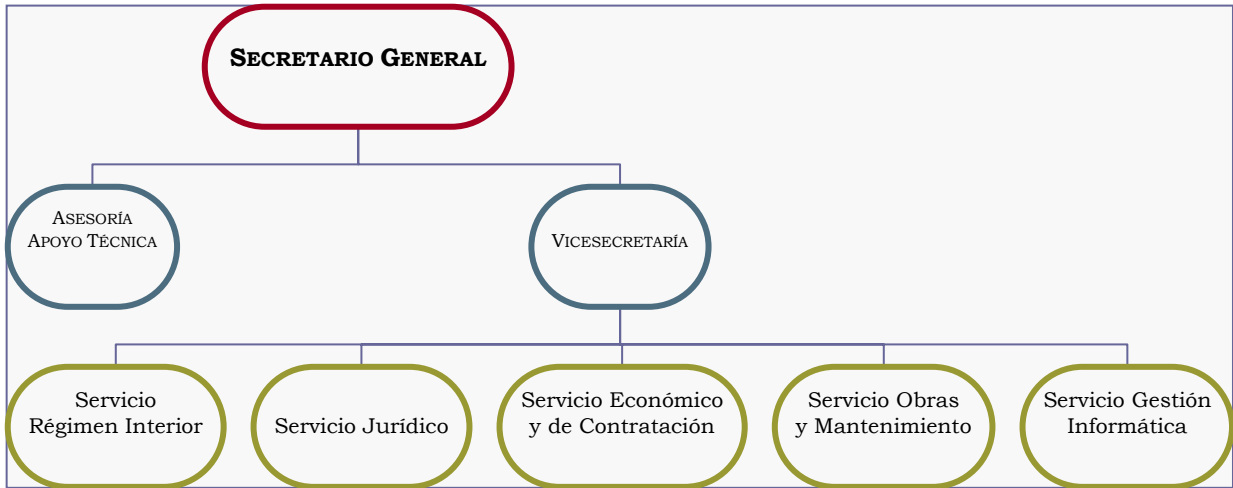 SECRETARIO GENERAL
ASESORÍA
APOYO TÉCNICA
VICESECRETARÍA
Servicio
Régimen Interior
Servicio Jurídico
Servicio Económico
y de Contratación
Servicio Obras
y Mantenimiento
Servicio Gestión
Informática